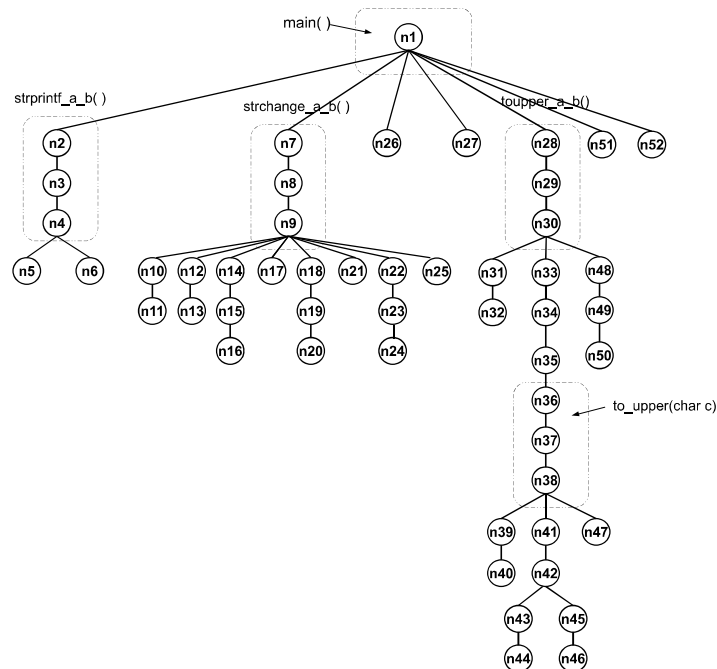 main( )
n1
strprintf_a_b( )
strchange_a_b( )
toupper_a_b()
n2
n7
n26
n27
n28
n51
n52
n3
n8
n29
n4
n9
n30
n5
n6
n10
n12
n14
n17
n18
n21
n22
n25
n31
n33
n48
n11
n13
n15
n19
n23
n32
n34
n49
n16
n20
n24
n35
n50
n36
to_upper(char c)
n37
n38
n39
n41
n47
n40
n42
n43
n45
n44
n46